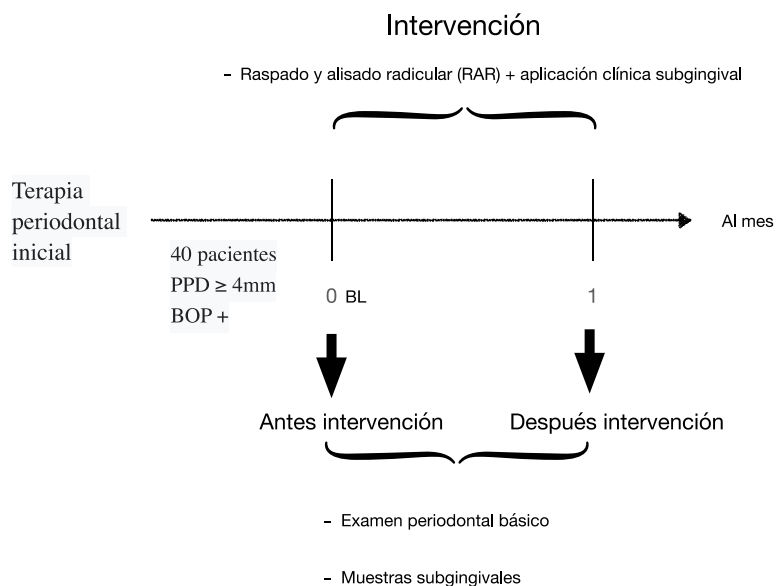 Intervención
- Raspado y alisado radicular (RAR) + aplicación clínica subgingival
Terapia
periodontal
inicial
Al mes
40 pacientes
PPD ≥ 4mm
BOP +
0 BL
1
Antes intervención
Después intervención
- Examen periodontal básico
- Muestras subgingivales